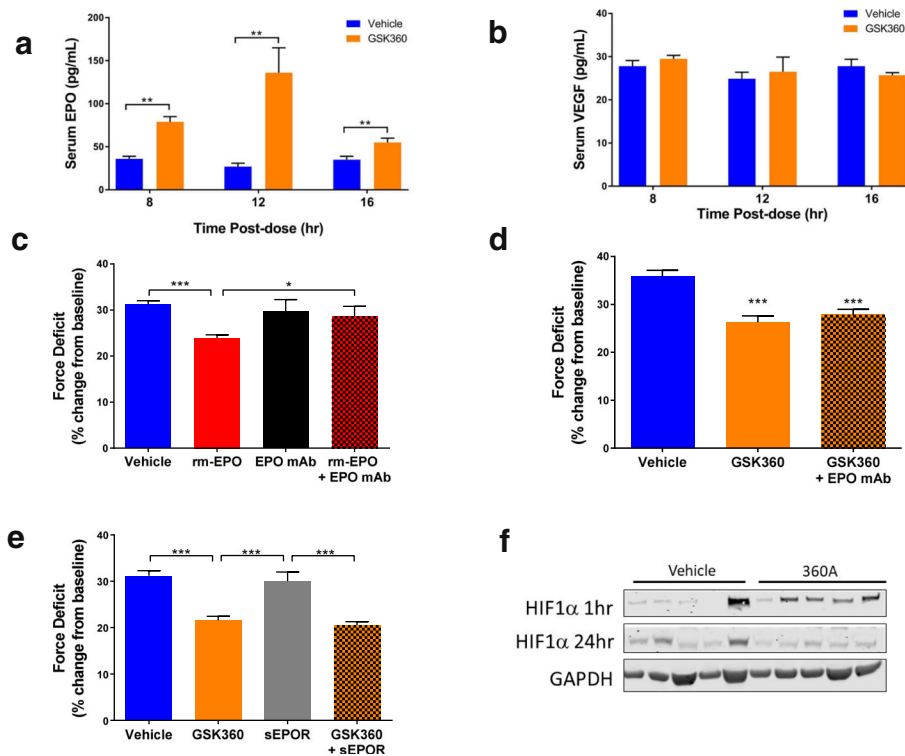 a
Serum EPO (pg/mL)
200
150
100
50
0
Vehicle
GSK360
**
**
**
8
12
16
Time Post-dose (hr)
b
Serum VEGF (pg/mL)
40
30
20
10
0
Vehicle
GSK360
8
12
16
Time Post-dose (hr)
c
Force Deficit
(% change from baseline)
40
30
20
10
0
***
*
Vehicle
rm-EPO
EPO mAb
rm-EPO
+ EPO mAb
d
Force Deficit
(% change from baseline)
40
30
20
10
0
***
***
Vehicle
GSK360
GSK360
+ EPO mAb
e
Force Deficit
(% change from baseline)
40
30
20
10
0
***
***
***
Vehicle
GSK360
sEPOR
GSK360
+ sEPOR
f
Vehicle
360A
HIF1α 1hr
HIF1α 24hr
GAPDH